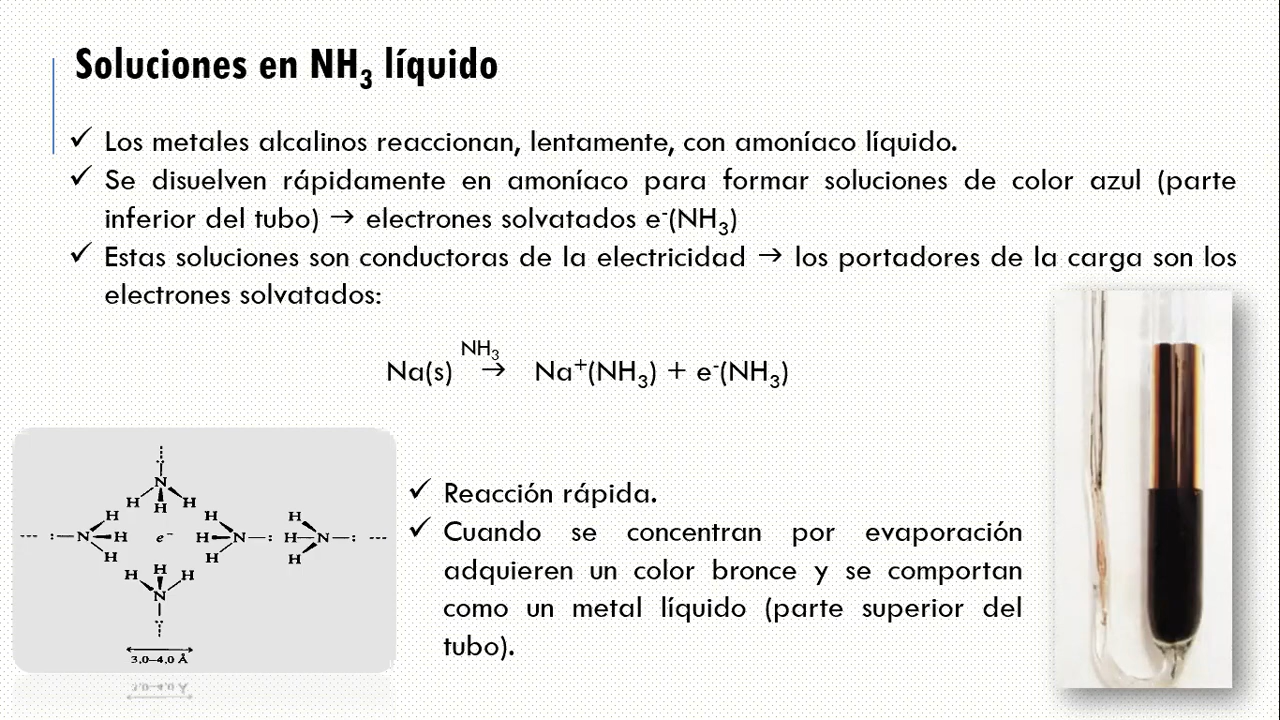 Soluciones en NH₃ líquido
✓ Los metales alcalinos reaccionan, lentamente, con amoníaco líquido.
✓ Se disuelven rápidamente en amoníaco para formar soluciones de color azul (parte
inferior del tubo) → electrones solvatados e⁻(NH₃)
✓ Estas soluciones son conductoras de la electricidad → los portadores de la carga son los
electrones solvatados:
NH₃
Na(s) → Na⁺(NH₃) + e⁻(NH₃)
N
H H H
H H H
N H e⁻ H N : H N :
H H H
H H H
N
3.0–4.0 Å
✓ Reacción rápida.
✓ Cuando se concentran por evaporación
adquieren un color bronce y se comportan
como un metal líquido (parte superior del
tubo).